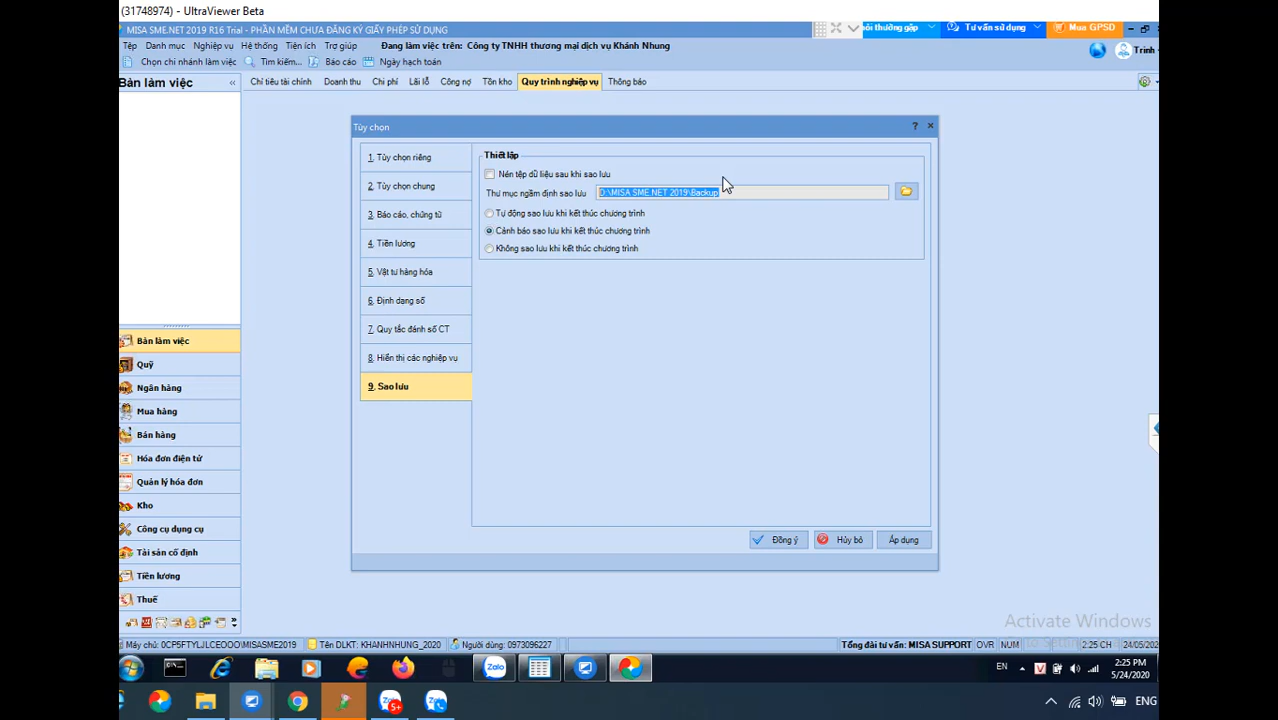 (31748974) - UltraViewer Beta
MISA SME.NET 2019 R16 Trial - PHẦN MỀM CHƯA ĐĂNG KÝ GIẤY PHÉP SỬ DỤNG
thường gặp
Tư vấn sử dụng
Mua GPSD
Tệp Danh mục Nghiệp vụ Hệ thống Tiện ích Trợ giúp Đang làm việc trên: Công ty TNHH thương mại dịch vụ Khánh Nhung
Trinh
Chọn chi nhánh làm việc Tìm kiếm... Báo cáo Ngày hạch toán
Bàn làm việc «
Chỉ tiêu tài chính Doanh thu Chi phí Lãi lỗ Công nợ Tồn kho Quy trình nghiệp vụ Thông báo
Tùy chọn ?
1. Tùy chọn riêng
2. Tùy chọn chung
3. Báo cáo, chứng từ
4. Tiền lương
5. Vật tư hàng hóa
6. Định dạng số
7. Quy tắc đánh số CT
8. Hiển thị các nghiệp vụ
9. Sao lưu
Thiết lập
Nén tệp dữ liệu sau khi sao lưu
Thư mục ngầm định sao lưu D:\MISA SME.NET 2019\Backup
Tự động sao lưu khi kết thúc chương trình
Cảnh báo sao lưu khi kết thúc chương trình
Không sao lưu khi kết thúc chương trình
Đồng ý Hủy bỏ Áp dụng
Bàn làm việc
Quỹ
Ngân hàng
Mua hàng
Bán hàng
Hóa đơn điện tử
Quản lý hóa đơn
Kho
Công cụ dụng cụ
Tài sản cố định
Tiền lương
Thuế
Activate Windows
Máy chủ: 0CP5FTYLJLCEOOO\MISASME2019 Tên DLKT: KHANHNHUNG_2020 Người dùng: 0973096227 Tổng đài tư vấn: MISA SUPPORT OVR NUM 2:25 CH 24/05/20
EN
2:25 PM
5/24/2020
5+
ENG